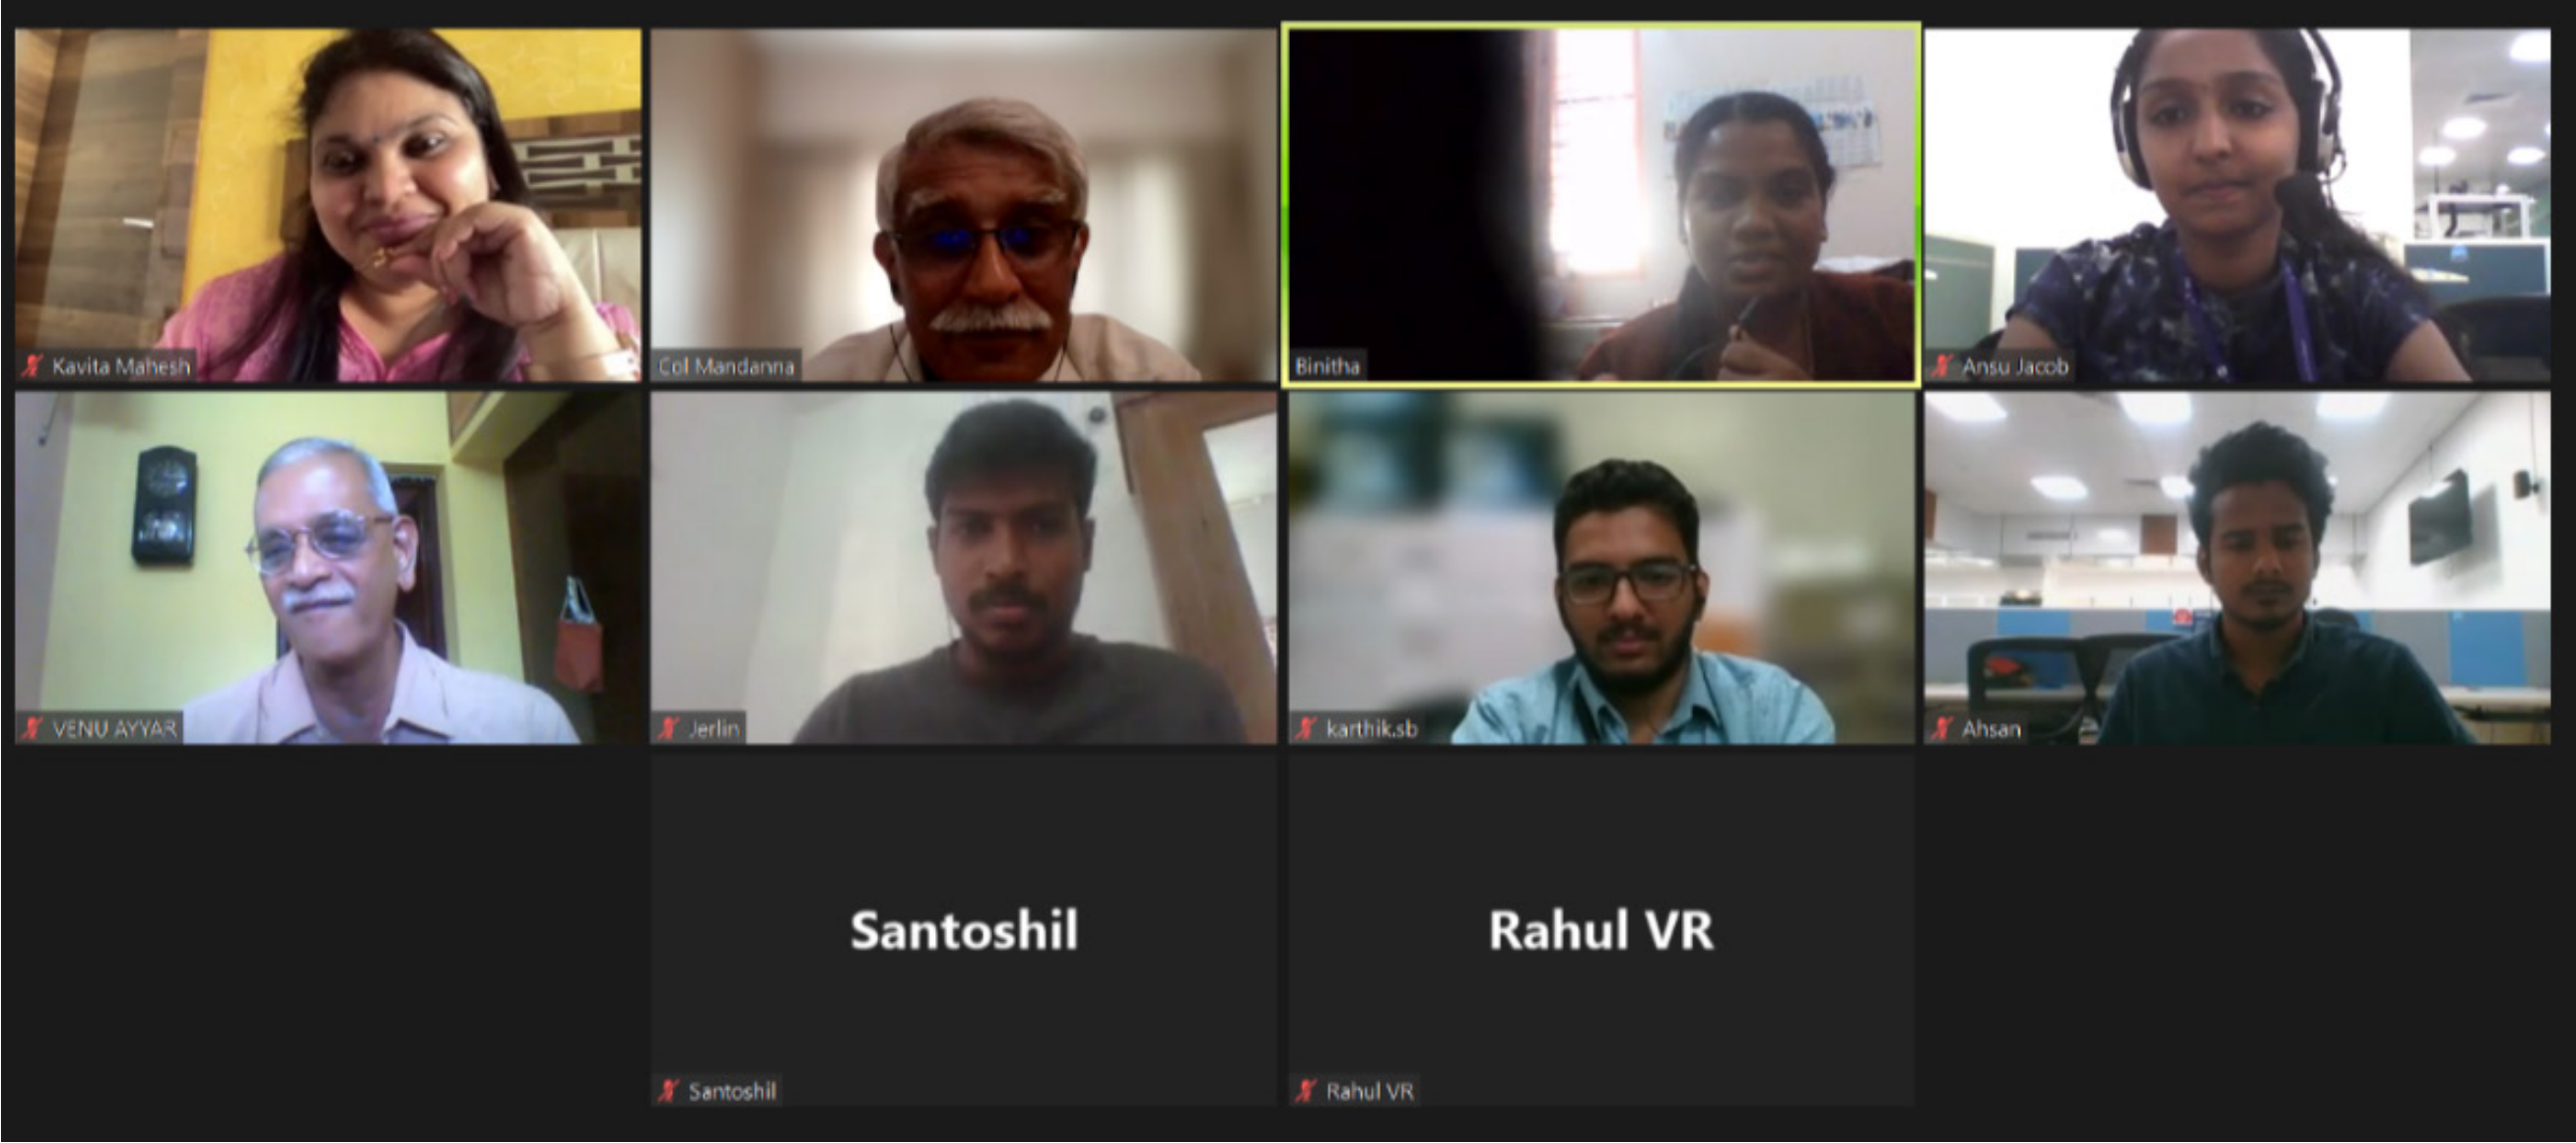 Kavita Mahesh
Col Mandanna
Binitha
Ansu Jacob
VENU AYYAR
Jerlin
karthik.sb
Ahsan
Santoshil
Rahul VR
Santoshil
Rahul VR